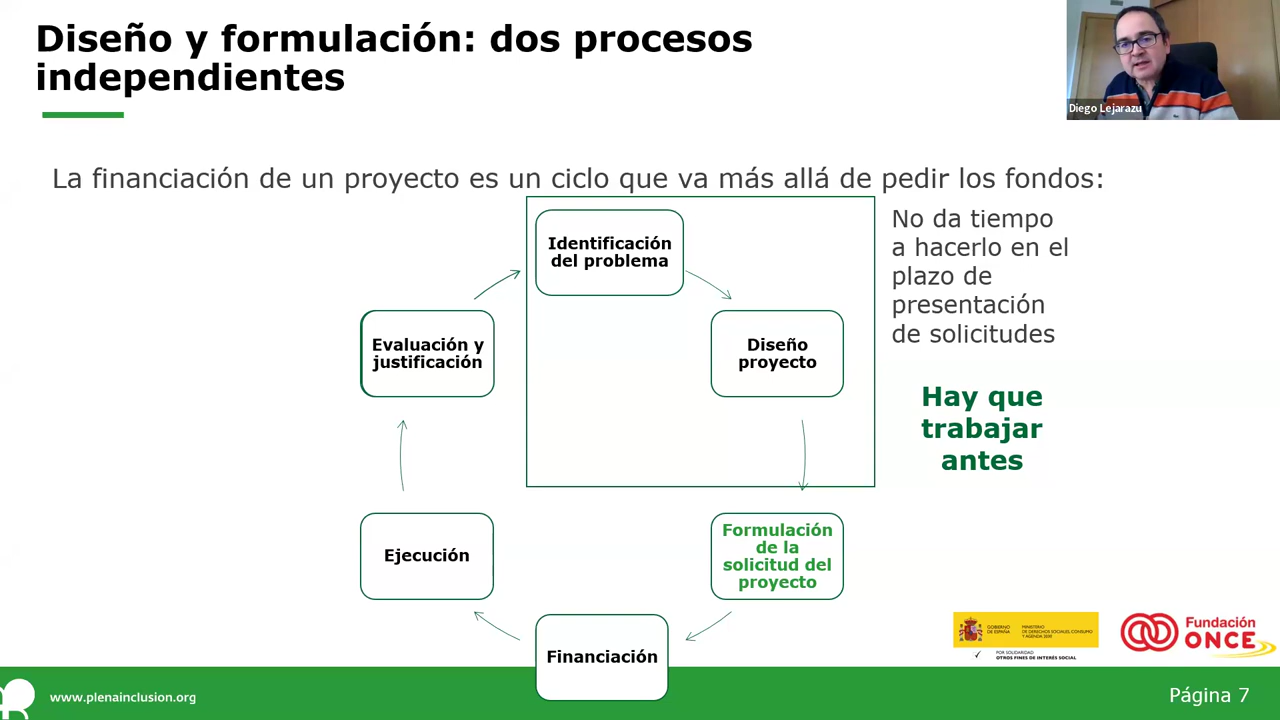 Diseño y formulación: dos procesos
independientes
Diego Lejarazu
La financiación de un proyecto es un ciclo que va más allá de pedir los fondos:
Identificación
del problema
No da tiempo
a hacerlo en el
plazo de
presentación
de solicitudes
Evaluación y
justificación
Diseño
proyecto
Hay que
trabajar
antes
Ejecución
Formulación
de la
solicitud del
proyecto
Financiación
GOBIERNO
DE ESPAÑA
MINISTERIO
DE DERECHOS SOCIALES, CONSUMO
Y AGENDA 2030
POR SOLIDARIDAD
OTROS FINES DE INTERÉS SOCIAL
Fundación
ONCE
www.plenainclusion.org
Página 7